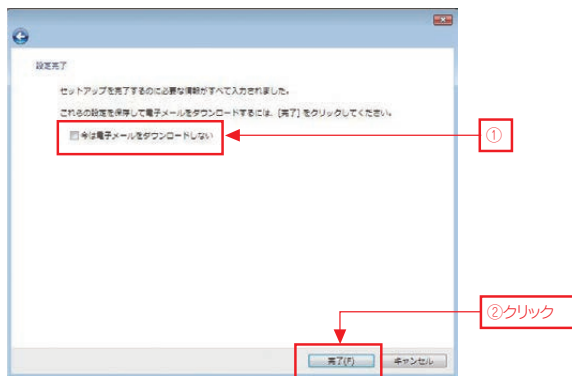 設定完了
セットアップを完了するのに必要な情報がすべて入力されました。
これらの設定を保存して電子メールをダウンロードするには、[完了] をクリックしてください。
今は電子メールをダウンロードしない
①
②クリック
完了(F)
キャンセル